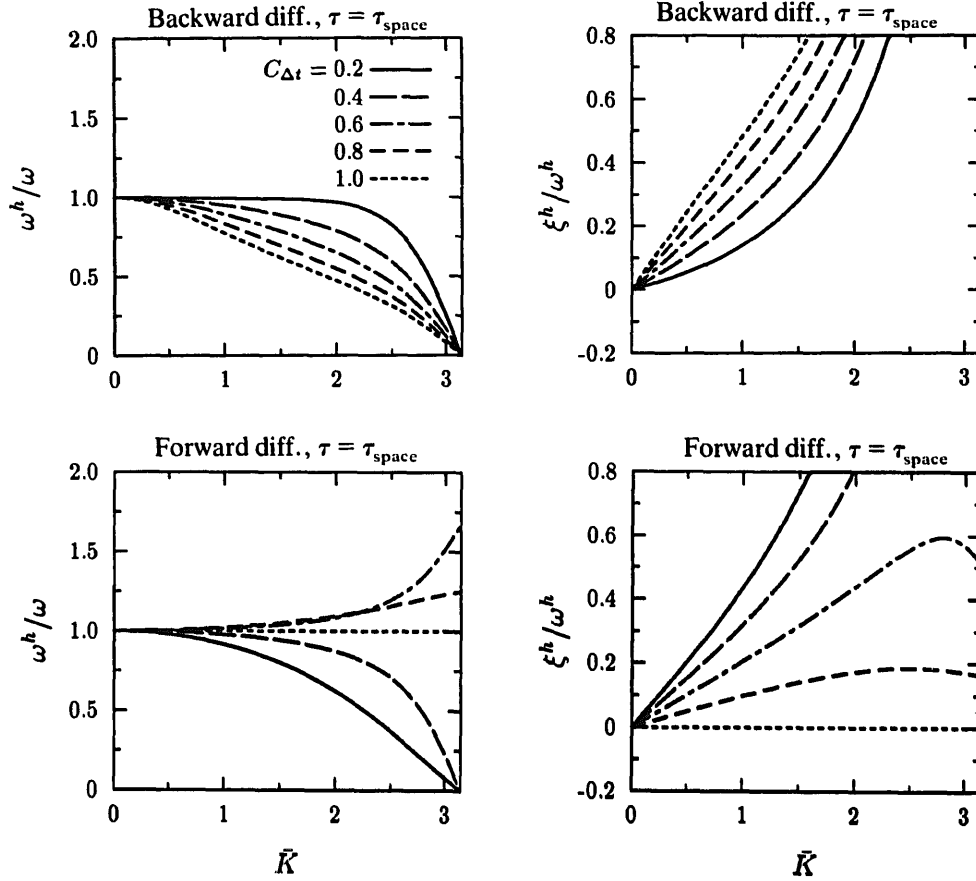 Backward diff., τ = τ_space
2.0
1.5
1.0
0.5
0
ω^h/ω
C_Δt = 0.2
0.4
0.6
0.8
1.0
0 1 2 3
Backward diff., τ = τ_space
0.8
0.6
0.4
0.2
0
-0.2
ξ^h/ω^h
0 1 2 3
Forward diff., τ = τ_space
2.0
1.5
1.0
0.5
0
ω^h/ω
0 1 2 3
K̄
Forward diff., τ = τ_space
0.8
0.6
0.4
0.2
0
-0.2
ξ^h/ω^h
0 1 2 3
K̄